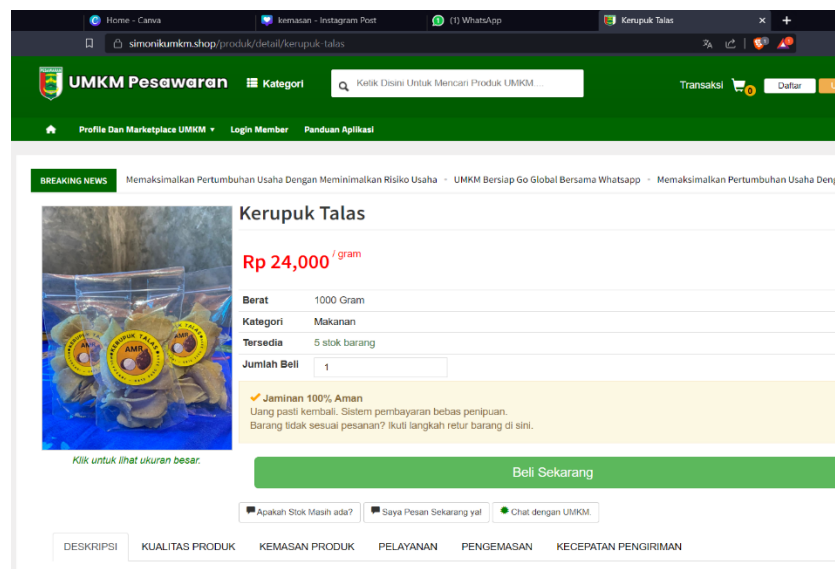 Home - Canva
kemasan - Instagram Post
(1) WhatsApp
Kerupuk Talas
simonikumkm.shop/produk/detail/kerupuk-talas
UMKM Pesawaran
Kategori
Ketik Disini Untuk Mencari Produk UMKM ...
Transaksi
0
Daftar
U
Profile Dan Marketplace UMKM
Login Member
Panduan Aplikasi
BREAKING NEWS
Memaksimalkan Pertumbuhan Usaha Dengan Meminimalkan Risiko Usaha
UMKM Bersiap Go Global Bersama Whatsapp
Memaksimalkan Pertumbuhan Usaha Deng
Kerupuk Talas
Rp 24,000 / gram
Berat 1000 Gram
Kategori Makanan
Tersedia 5 stok barang
Jumlah Beli 1
Jaminan 100% Aman
Uang pasti kembali. Sistem pembayaran bebas penipuan.
Barang tidak sesuai pesanan? Ikuti langkah retur barang di sini.
KERUPUK TALAS
AMR
Klik untuk lihat ukuran besar.
Beli Sekarang
Apakah Stok Masih ada?
Saya Pesan Sekarang ya!
Chat dengan UMKM.
DESKRIPSI
KUALITAS PRODUK
KEMASAN PRODUK
PELAYANAN
PENGEMASAN
KECEPATAN PENGIRIMAN